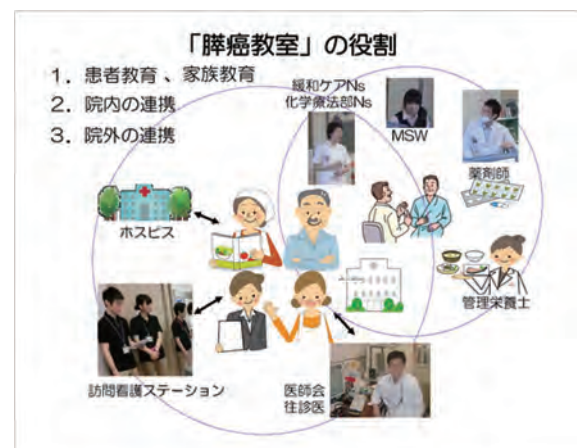 「膵癌教室」の役割
1．患者教育、家族教育
2．院内の連携
3．院外の連携
緩和ケアNs
化学療法部Ns
MSW
薬剤師
ホスピス
管理栄養士
訪問看護ステーション
医師会
往診医